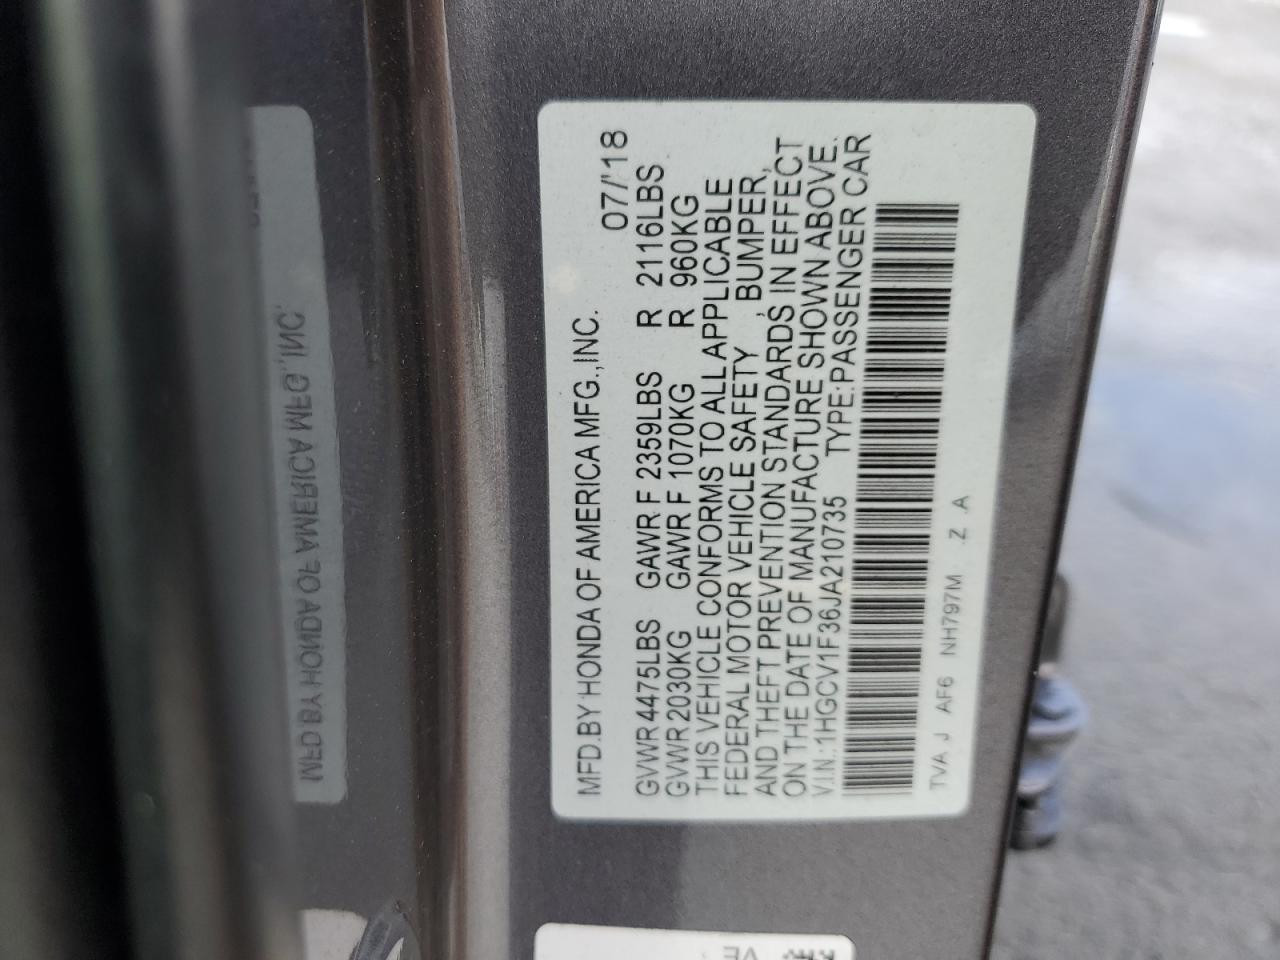 MFD.BY HONDA OF AMERICA MFG.,INC. 07/'18
GVWR 4475LBS GAWR F 2359LBS R 2116LBS
GVWR 2030KG GAWR F 1070KG R 960KG
THIS VEHICLE CONFORMS TO ALL APPLICABLE
FEDERAL MOTOR VEHICLE SAFETY , BUMPER,
AND THEFT PREVENTION STANDARDS IN EFFECT
ON THE DATE OF MANUFACTURE SHOWN ABOVE.
V.I.N.:1HGCV1F36JA210735 TYPE:PASSENGER CAR
TVA J AF6 NH797M .Z A
MFD.BY HONDA OF AMERICA MFG.,INC.
VE